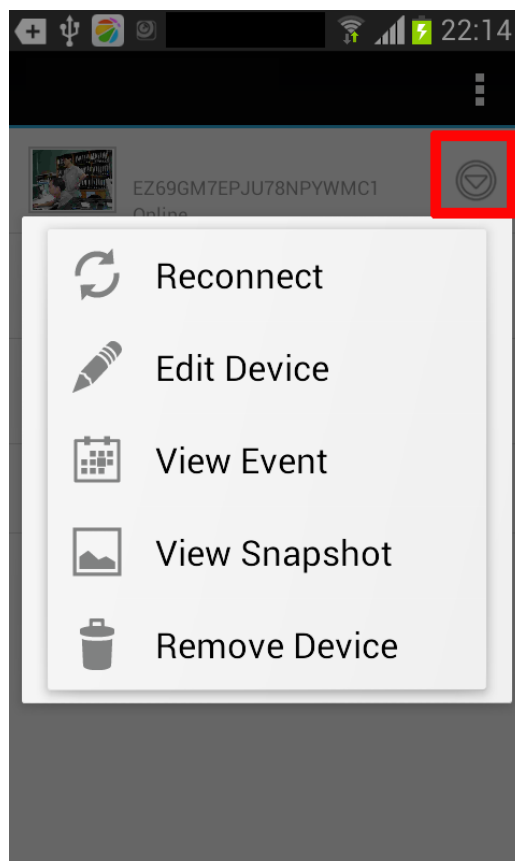 22:14
EZ69GM7EPJU78NPYWMC1
Online
Reconnect
Edit Device
View Event
View Snapshot
Remove Device